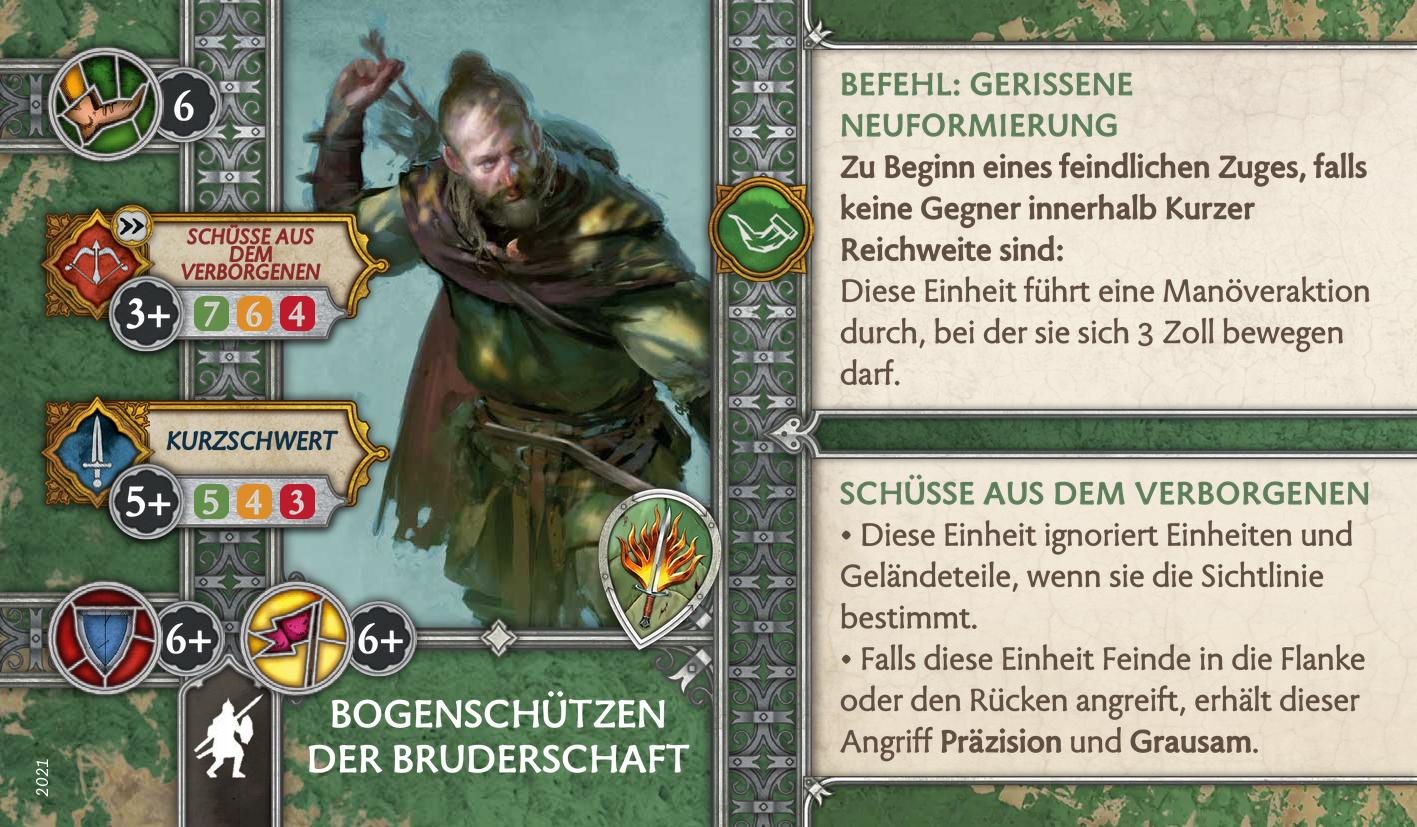 6
SCHÜSSE AUS
DEM
VERBORGENEN
3+ 7 6 4
KURZSCHWERT
5+ 5 4 3
6+ 6+
BOGENSCHÜTZEN
DER BRUDERSCHAFT
2021
BEFEHL: GERISSENE
NEUFORMIERUNG
Zu Beginn eines feindlichen Zuges, falls
keine Gegner innerhalb Kurzer
Reichweite sind:
Diese Einheit führt eine Manöveraktion
durch, bei der sie sich 3 Zoll bewegen
darf.
SCHÜSSE AUS DEM VERBORGENEN
• Diese Einheit ignoriert Einheiten und
Geländeteile, wenn sie die Sichtlinie
bestimmt.
• Falls diese Einheit Feinde in die Flanke
oder den Rücken angreift, erhält dieser
Angriff Präzision und Grausam.